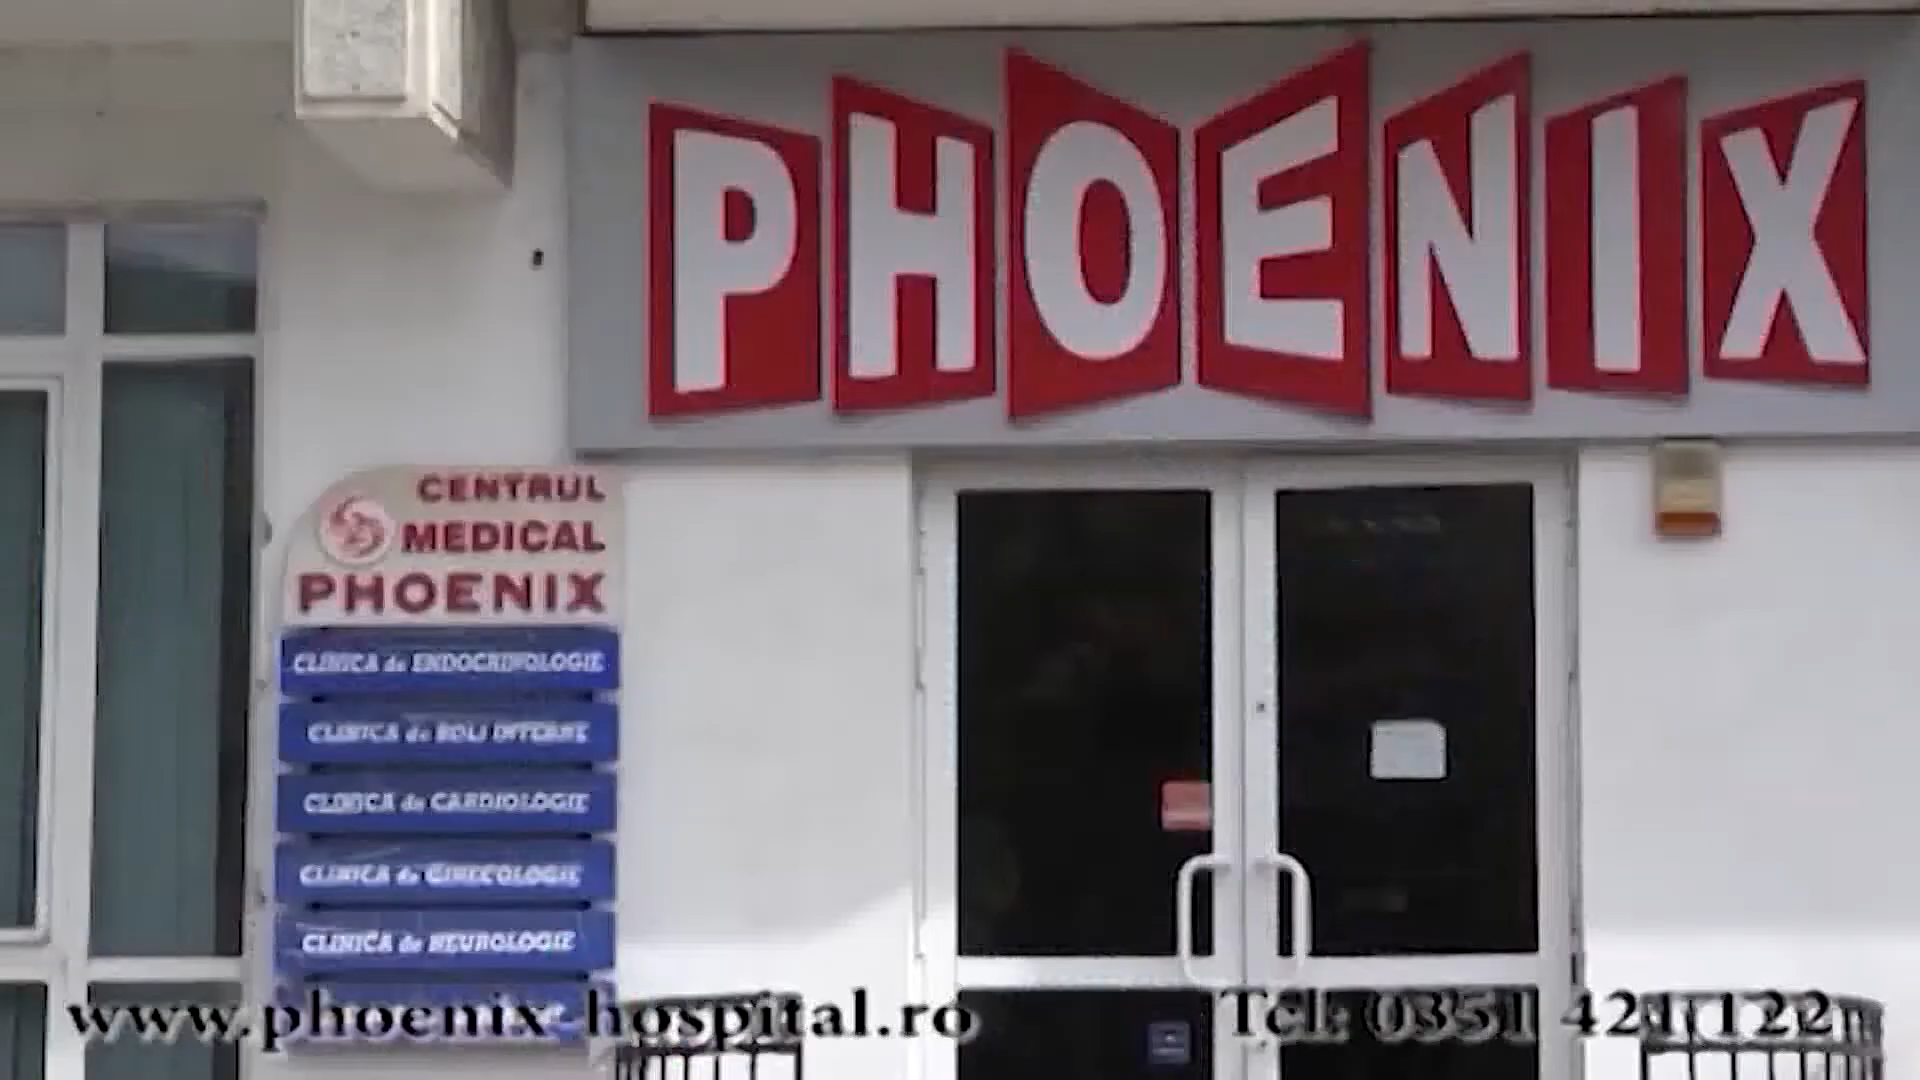 PHOENIX
CENTRUL
MEDICAL
PHOENIX
CLINICA de ENDOCRINOLOGIE
CLINICA de BOLI INTERNE
CLINICA de CARDIOLOGIE
CLINICA de GINECOLOGIE
CLINICA de NEUROLOGIE
www.phoenix-hospital.ro
Tel: 0351 421 122